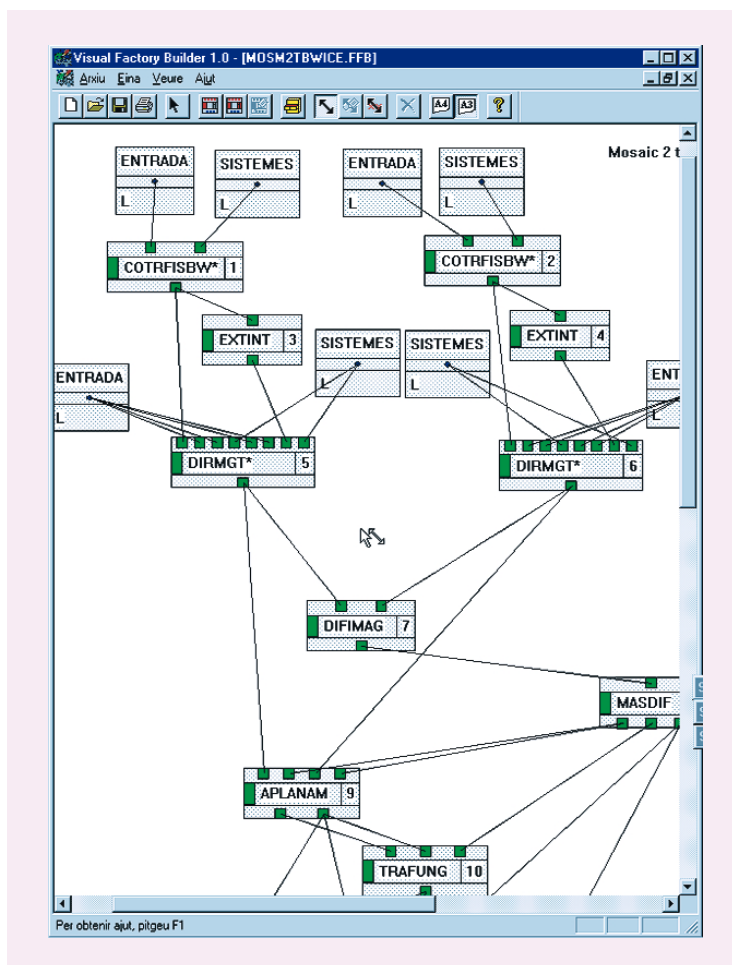 Visual Factory Builder 1.0 - [MOSM2TBWICE.FFB]
Arxiu Eina Veure Ajut
A4 A3 ?
Mosaic 2 t
ENTRADA SISTEMES ENTRADA SISTEMES
L L L L
COTRFISBW* 1 COTRFISBW* 2
EXTINT 3 EXTINT 4
SISTEMES SISTEMES
ENTRADA ENT
L L L L
DIRMGT* 5 DIRMGT* 6
DIFIMAG 7
MASDIF
APLANAM 9
TRAFUNG 10
Per obtenir ajut, pitgeu F1